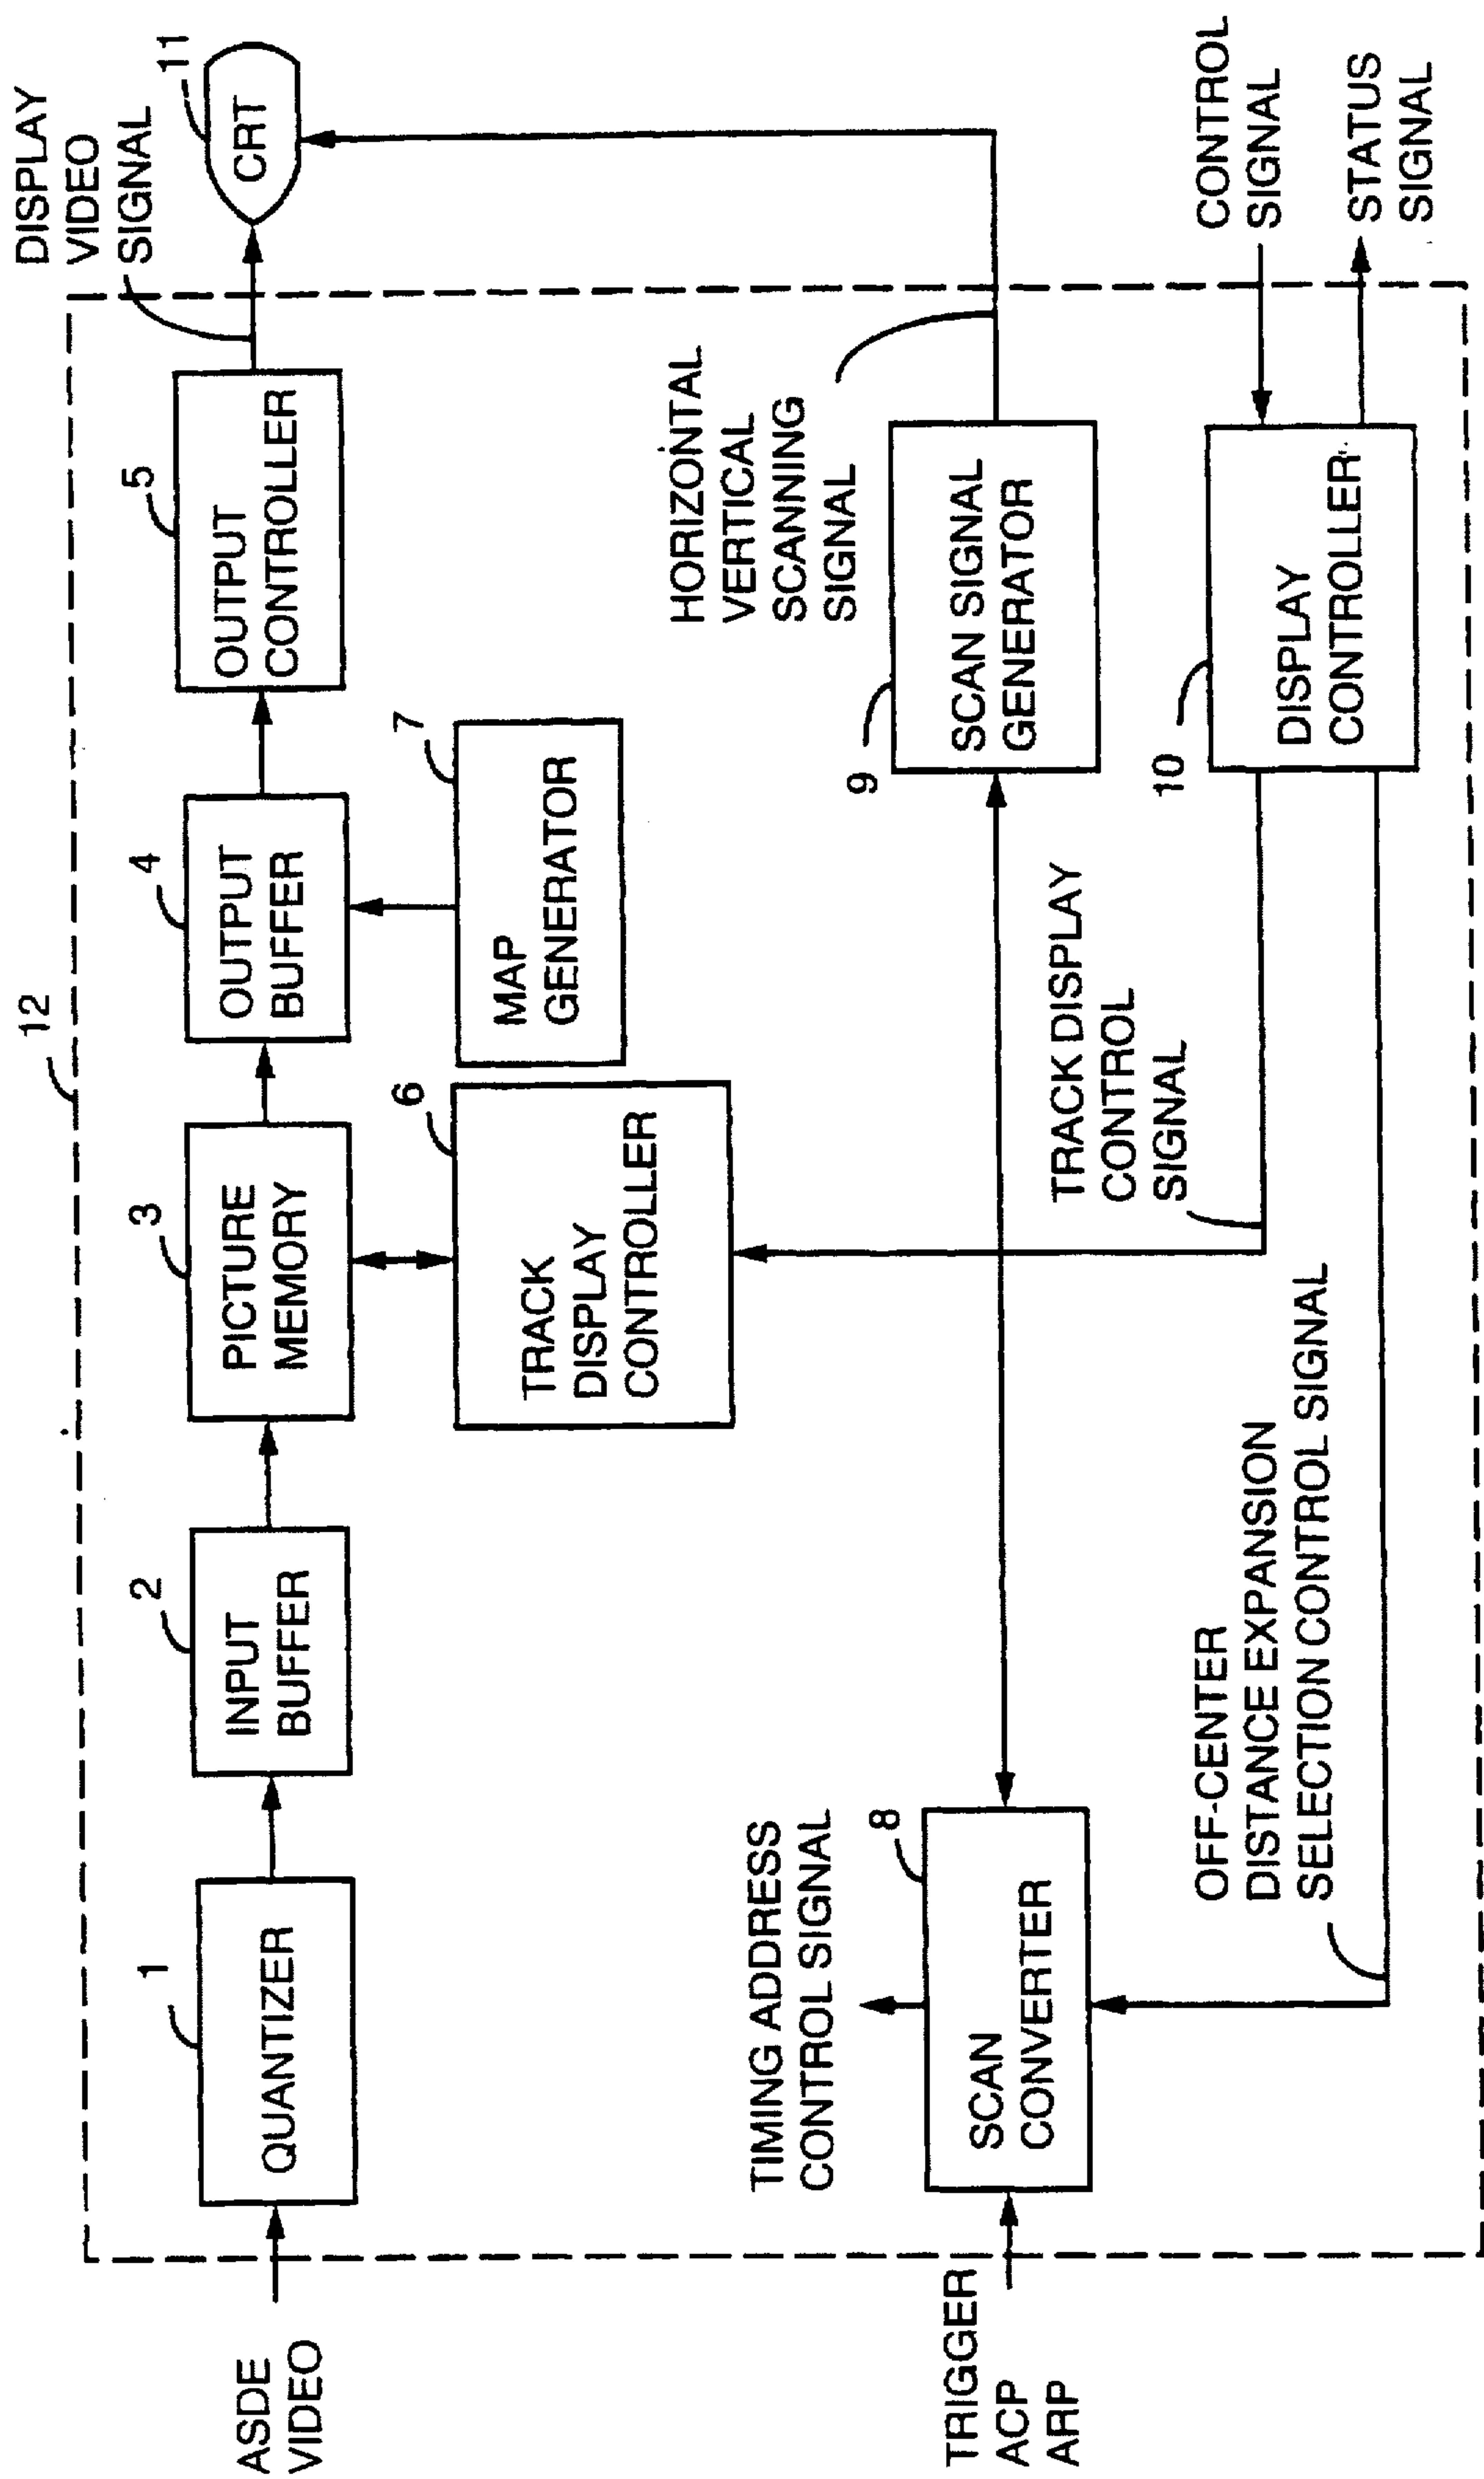 12
DISPLAY
VIDEO
SIGNAL
1
QUANTIZER
2
INPUT
BUFFER
3
PICTURE
MEMORY
4
OUTPUT
BUFFER
5
OUTPUT
CONTROLLER
11
CRT
ASDE
VIDEO
6
TRACK
DISPLAY
CONTROLLER
7
MAP
GENERATOR
HORIZONTAL
VERTICAL
SCANNING
SIGNAL
TIMING ADDRESS
CONTROL SIGNAL
8
SCAN
CONVERTER
9
SCAN SIGNAL
GENERATOR
TRIGGER
ACP
ARP
TRACK DISPLAY
CONTROL
SIGNAL
10
DISPLAY
CONTROLLER
CONTROL
SIGNAL
STATUS
SIGNAL
OFF-CENTER
DISTANCE EXPANSION
SELECTION CONTROL SIGNAL